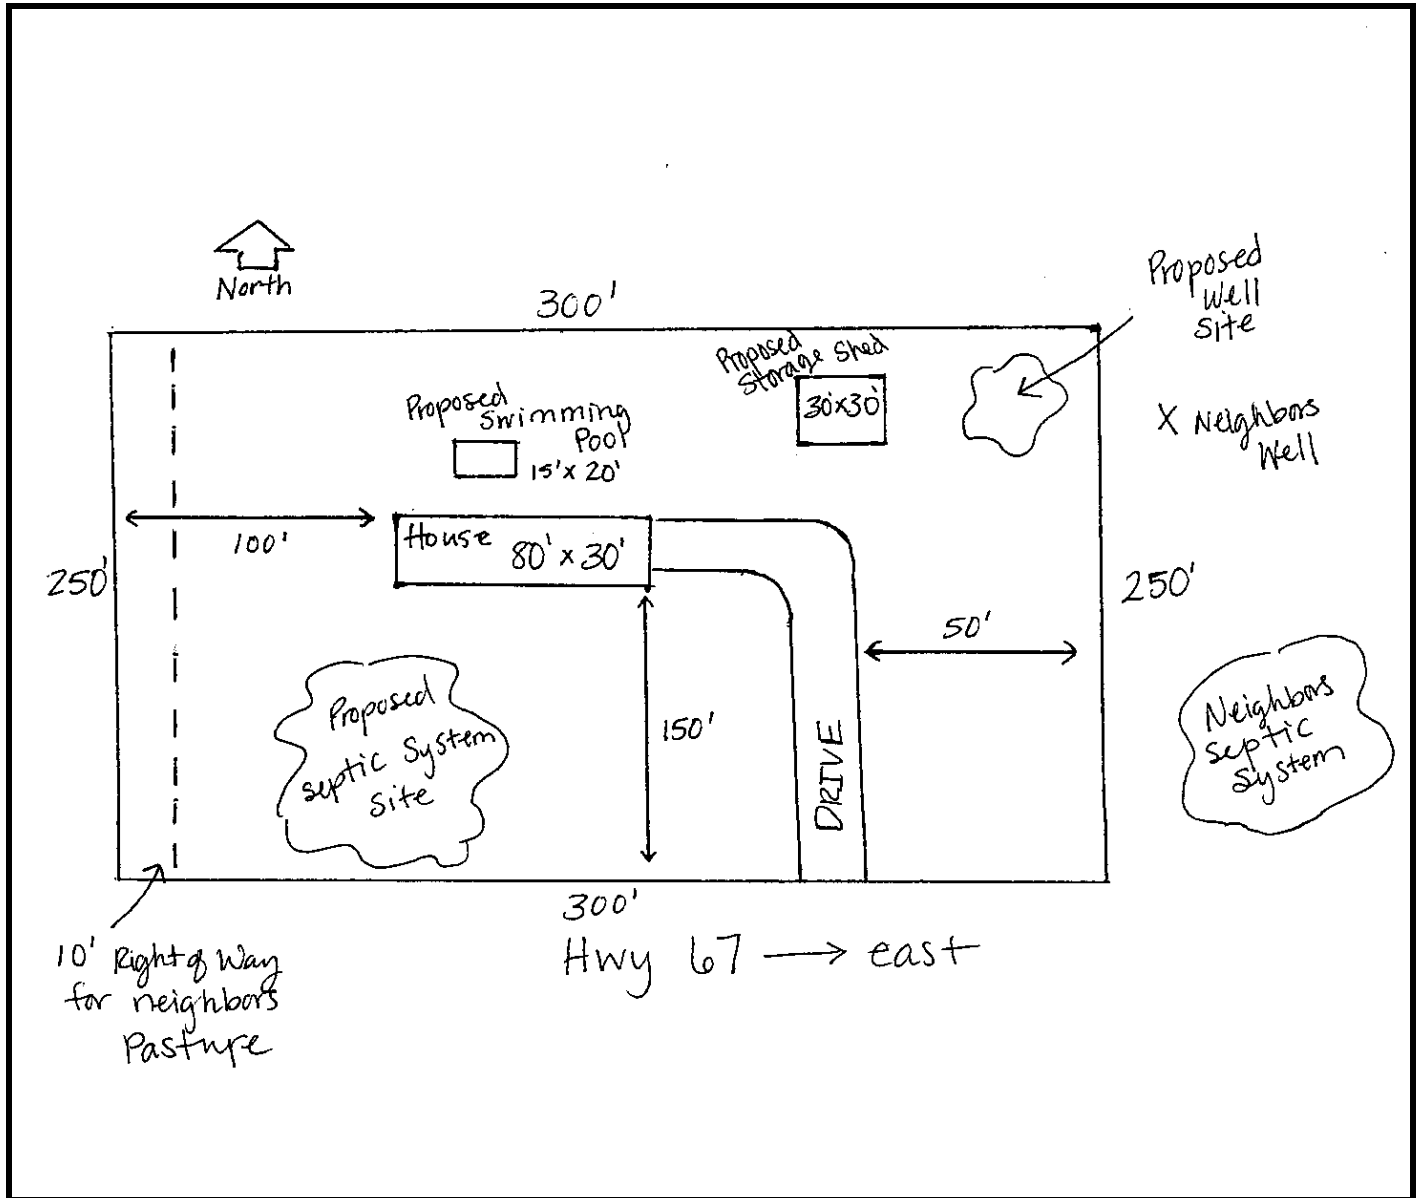 North
300'
Proposed
Well
Site
Proposed
Storage Shed
30'x30'
Proposed
Swimming
Pool
15'x 20'
X Neighbors
Well
100'
House 80' x 30'
250'
250'
50'
Proposed
septic System
Site
150'
DRIVE
Neighbors
septic
System
300'
Hwy 67 → east
10' Right of Way
for neighbors
Pasture